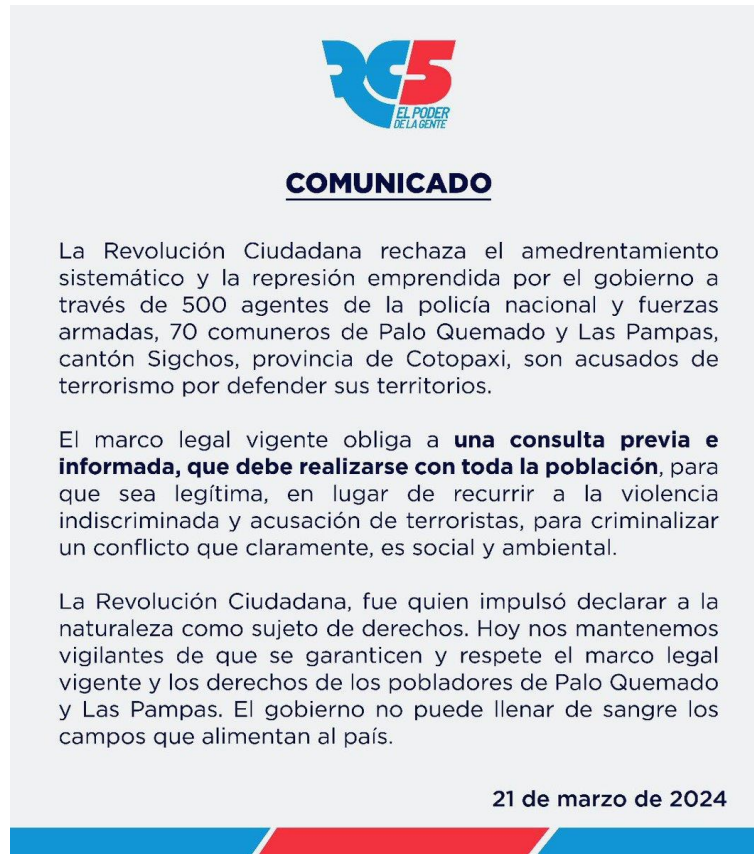 RC5
EL PODER
DE LA GENTE
COMUNICADO
La Revolución Ciudadana rechaza el amedrentamiento
sistemático y la represión emprendida por el gobierno a
través de 500 agentes de la policía nacional y fuerzas
armadas, 70 comuneros de Palo Quemado y Las Pampas,
cantón Sigchos, provincia de Cotopaxi, son acusados de
terrorismo por defender sus territorios.
El marco legal vigente obliga a una consulta previa e
informada, que debe realizarse con toda la población, para
que sea legítima, en lugar de recurrir a la violencia
indiscriminada y acusación de terroristas, para criminalizar
un conflicto que claramente, es social y ambiental.
La Revolución Ciudadana, fue quien impulsó declarar a la
naturaleza como sujeto de derechos. Hoy nos mantenemos
vigilantes de que se garanticen y respete el marco legal
vigente y los derechos de los pobladores de Palo Quemado
y Las Pampas. El gobierno no puede llenar de sangre los
campos que alimentan al país.
21 de marzo de 2024